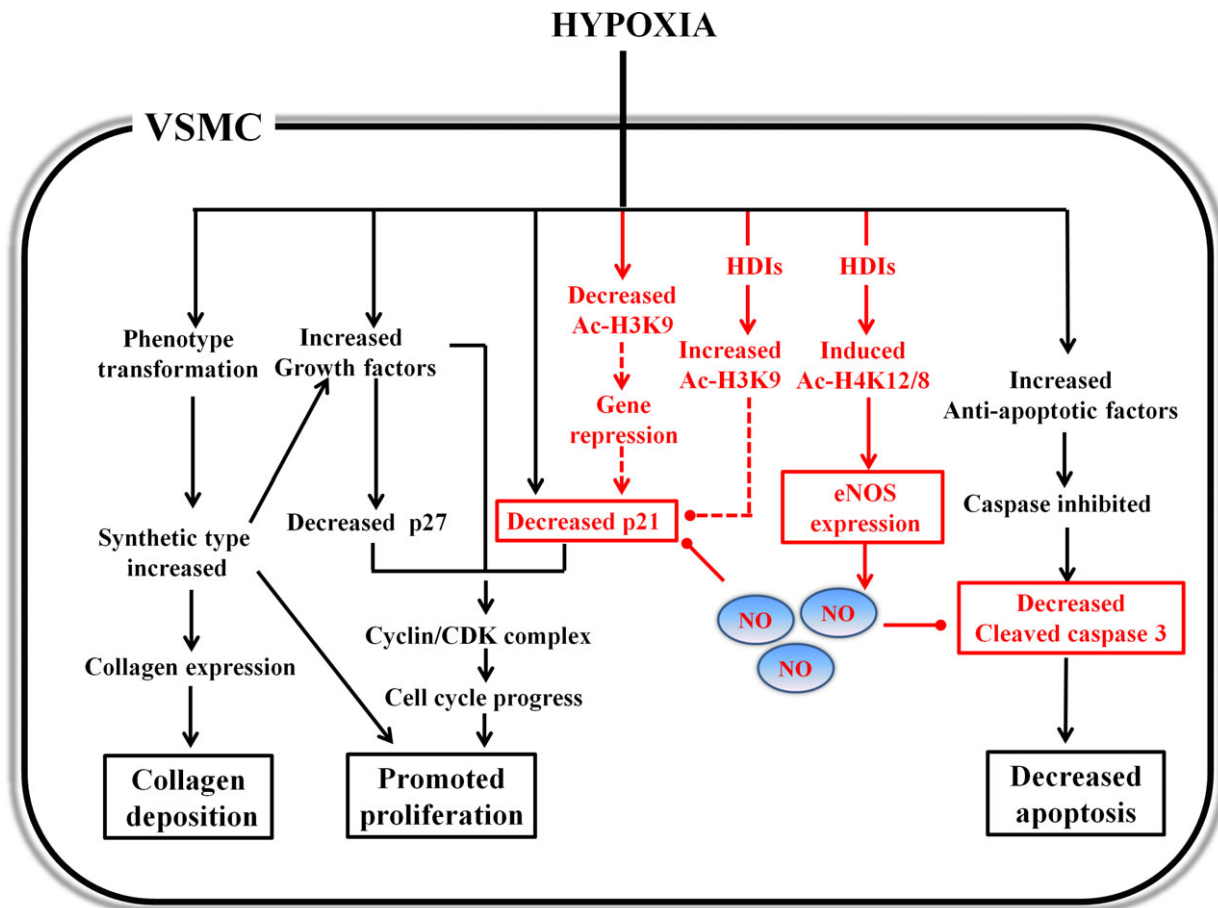 HYPOXIA
VSMC
Phenotype
transformation
Increased
Growth factors
Decreased
Ac-H3K9
HDIs
HDIs
Increased
Ac-H3K9
Induced
Ac-H4K12/8
Gene
repression
Increased
Anti-apoptotic factors
Synthetic type
increased
Decreased p27
Decreased p21
eNOS
expression
Caspase inhibited
NO
NO
NO
Decreased
Cleaved caspase 3
Collagen expression
Cyclin/CDK complex
Cell cycle progress
Collagen
deposition
Promoted
proliferation
Decreased
apoptosis